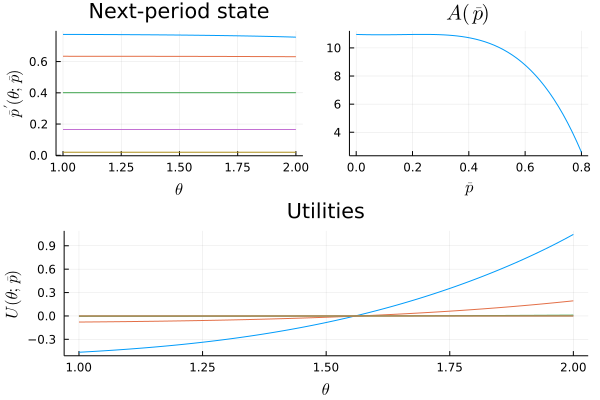 Next-period state
A(p̄)
p̄′(θ; p̄)
0.6
0.4
0.2
0.0
1.00 1.25 1.50 1.75 2.00
θ
10
8
6
4
0.0 0.2 0.4 0.6 0.8
p̄
Utilities
U(θ; p̄)
0.9
0.6
0.3
0.0
−0.3
1.00 1.25 1.50 1.75 2.00
θ